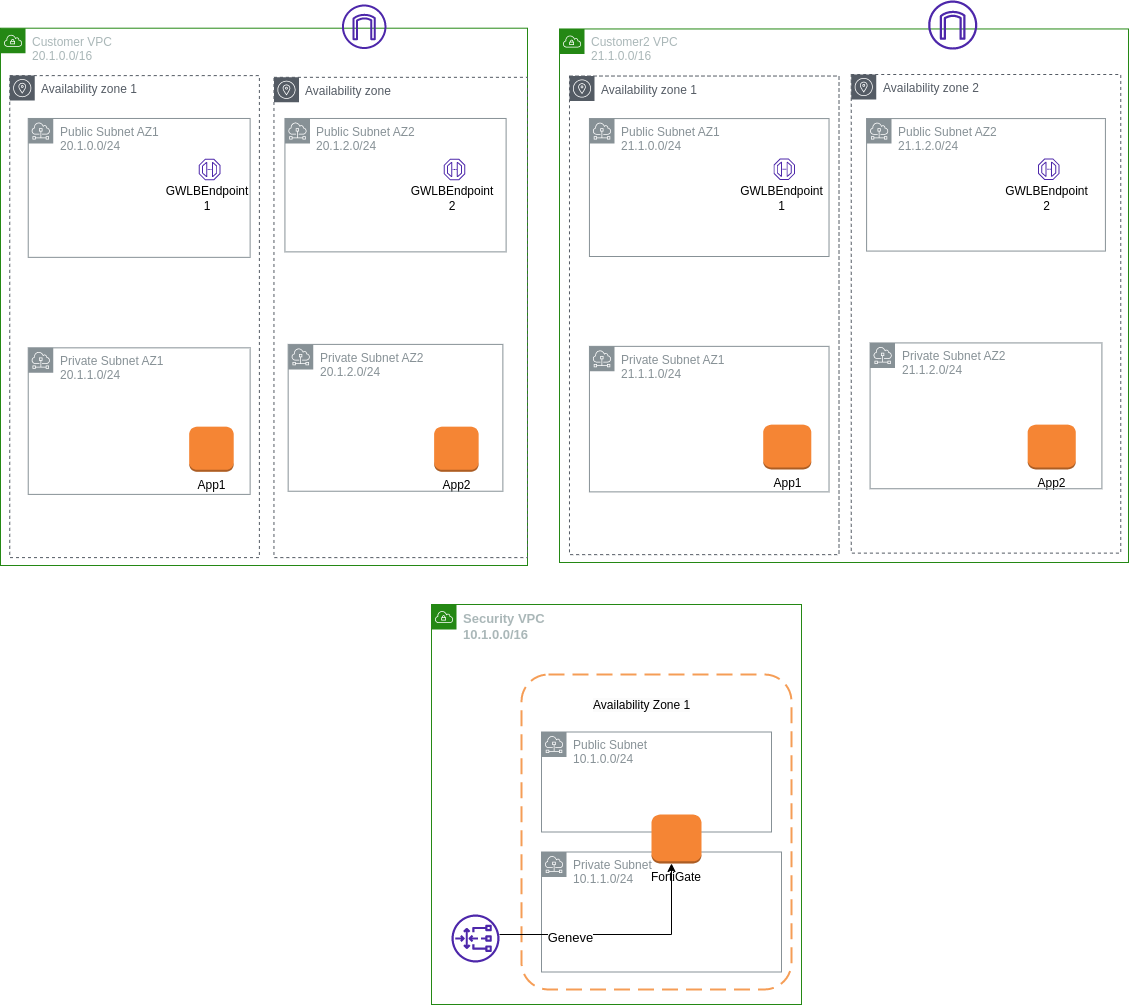 Customer VPC
20.1.0.0/16
Availability zone 1
Public Subnet AZ1
20.1.0.0/24
GWLBEndpoint
1
Private Subnet AZ1
20.1.1.0/24
App1
Availability zone
Public Subnet AZ2
20.1.2.0/24
GWLBEndpoint
2
Private Subnet AZ2
20.1.2.0/24
App2
Customer2 VPC
21.1.0.0/16
Availability zone 1
Public Subnet AZ1
21.1.0.0/24
GWLBEndpoint
1
Private Subnet AZ1
21.1.1.0/24
App1
Availability zone 2
Public Subnet AZ2
21.1.2.0/24
GWLBEndpoint
2
Private Subnet AZ2
21.1.2.0/24
App2
Security VPC
10.1.0.0/16
Availability Zone 1
Public Subnet
10.1.0.0/24
Private Subnet
10.1.1.0/24
FortiGate
Geneve